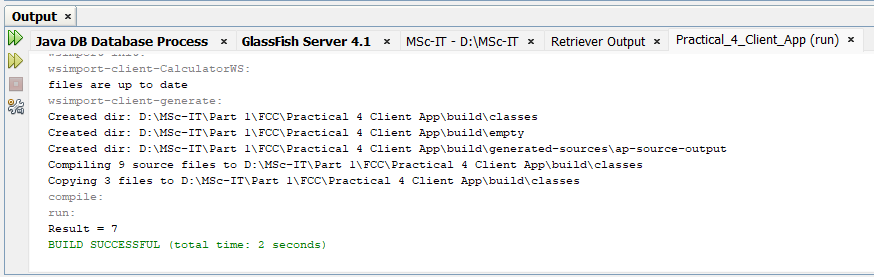 Output ×
Java DB Database Process × GlassFish Server 4.1 × MSc-IT - D:\MSc-IT × Retriever Output × Practical_4_Client_App (run) ×
wsimport-client-CalculatorWS:
files are up to date
wsimport-client-generate:
Created dir: D:\MSc-IT\Part 1\FCC\Practical 4 Client App\build\classes
Created dir: D:\MSc-IT\Part 1\FCC\Practical 4 Client App\build\empty
Created dir: D:\MSc-IT\Part 1\FCC\Practical 4 Client App\build\generated-sources\ap-source-output
Compiling 9 source files to D:\MSc-IT\Part 1\FCC\Practical 4 Client App\build\classes
Copying 3 files to D:\MSc-IT\Part 1\FCC\Practical 4 Client App\build\classes
compile:
run:
Result = 7
BUILD SUCCESSFUL (total time: 2 seconds)